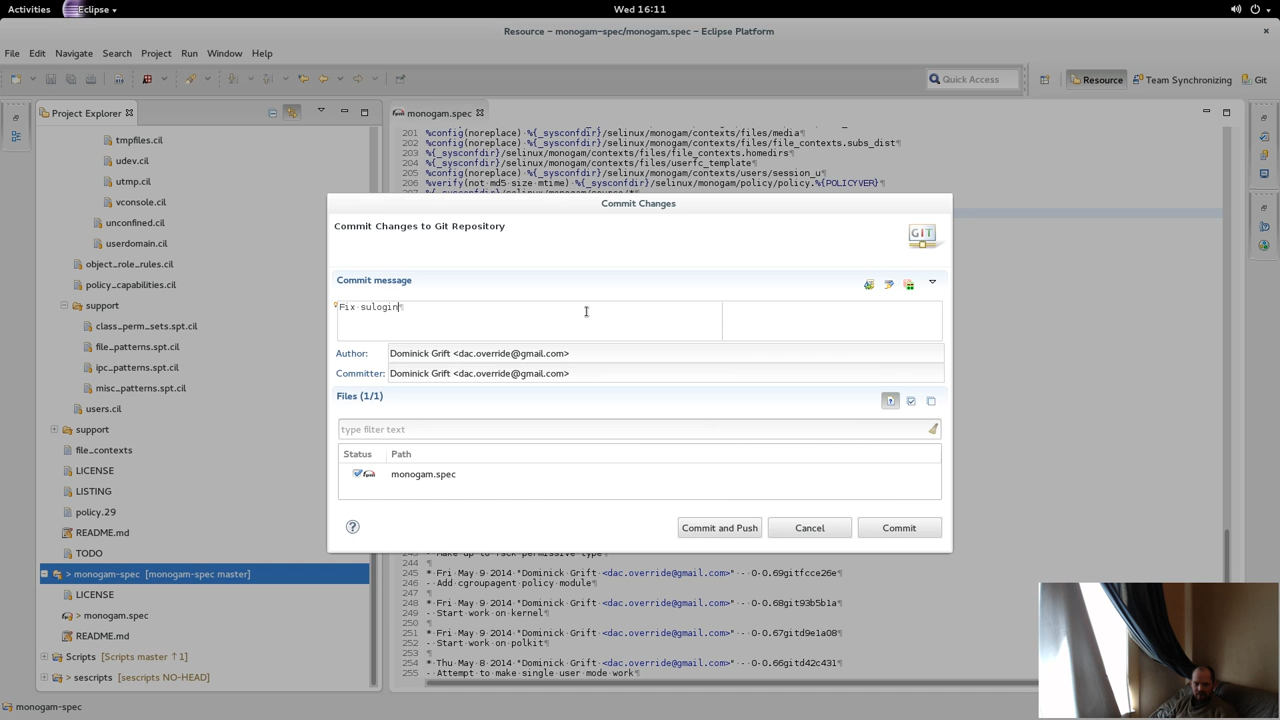 Activities Eclipse Wed 16:11
Resource – monogam-spec/monogam.spec – Eclipse Platform
File Edit Navigate Search Project Run Window Help
Quick Access Resource Team Synchronizing Git
Project Explorer
monogam.spec
tmpfiles.cil
udev.cil
utmp.cil
vconsole.cil
unconfined.cil
userdomain.cil
object_role_rules.cil
policy_capabilities.cil
support
class_perm_sets.spt.cil
file_patterns.spt.cil
ipc_patterns.spt.cil
misc_patterns.spt.cil
users.cil
support
file_contexts
LICENSE
LISTING
policy.29
README.md
TODO
> monogam-spec [monogam-spec master]
LICENSE
> monogam.spec
README.md
Scripts [Scripts master ↑1]
> sescripts [sescripts NO-HEAD]
201 %config(noreplace) %{_sysconfdir}/selinux/monogam/contexts/files/media
202 %config(noreplace) %{_sysconfdir}/selinux/monogam/contexts/files/file_contexts.subs_dist
203 %config(noreplace) %{_sysconfdir}/selinux/monogam/contexts/files/file_contexts.homedirs
204 %config(noreplace) %{_sysconfdir}/selinux/monogam/contexts/files/userfc_template
205 %config(noreplace) %{_sysconfdir}/selinux/monogam/contexts/users/session_u
206 %verify(not md5 size mtime) %{_sysconfdir}/selinux/monogam/policy/policy.%{POLICYVER}
Commit Changes
Commit Changes to Git Repository
GIT
Commit message
Fix sulogin
Author: Dominick Grift <dac.override@gmail.com>
Committer: Dominick Grift <dac.override@gmail.com>
Files (1/1)
type filter text
Status Path
monogam.spec
Commit and Push Cancel Commit
244
245 * Fri May 9 2014 "Dominick Grift <dac.override@gmail.com>" - 0-0.69gitfcce26e
246 - Add cgroupagent policy module
247
248 * Fri May 9 2014 "Dominick Grift <dac.override@gmail.com>" - 0-0.68git93b5b1a
249 - Start work on kernel
250
251 * Fri May 9 2014 "Dominick Grift <dac.override@gmail.com>" - 0-0.67gitd9e1a08
252 - Start work on polkit
253
254 * Thu May 8 2014 "Dominick Grift <dac.override@gmail.com>" - 0-0.66gitd42c431
255 - Attempt to make single user mode work
monogam-spec